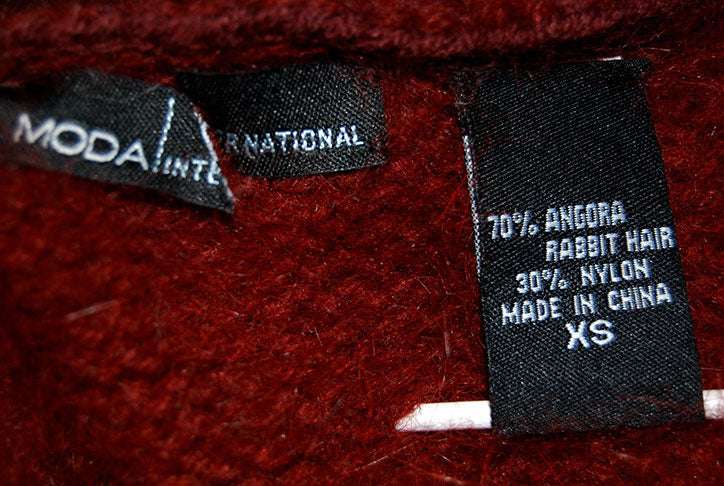 MODA INTE
RNATIONAL
70% ANGORA
RABBIT HAIR
30% NYLON
MADE IN CHINA
XS